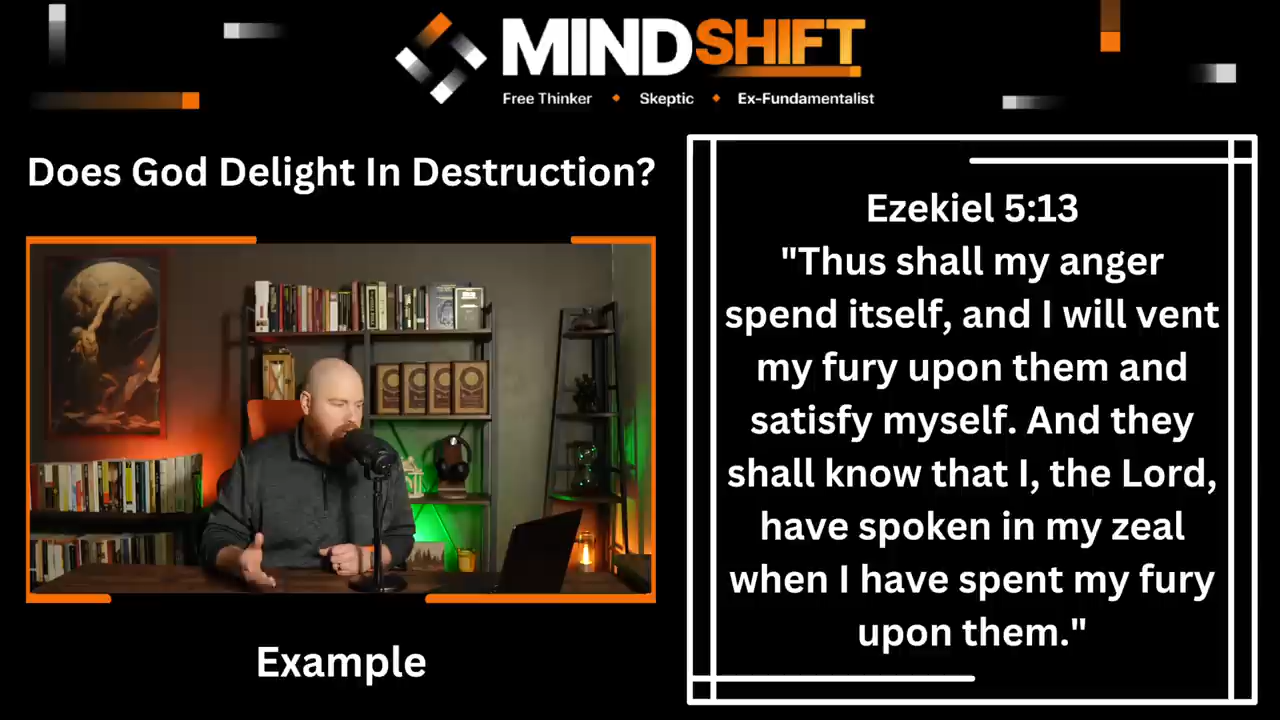 MINDSHIFT
Free Thinker ◆ Skeptic ◆ Ex-Fundamentalist
Does God Delight In Destruction?
Example
Ezekiel 5:13
"Thus shall my anger
spend itself, and I will vent
my fury upon them and
satisfy myself. And they
shall know that I, the Lord,
have spoken in my zeal
when I have spent my fury
upon them."